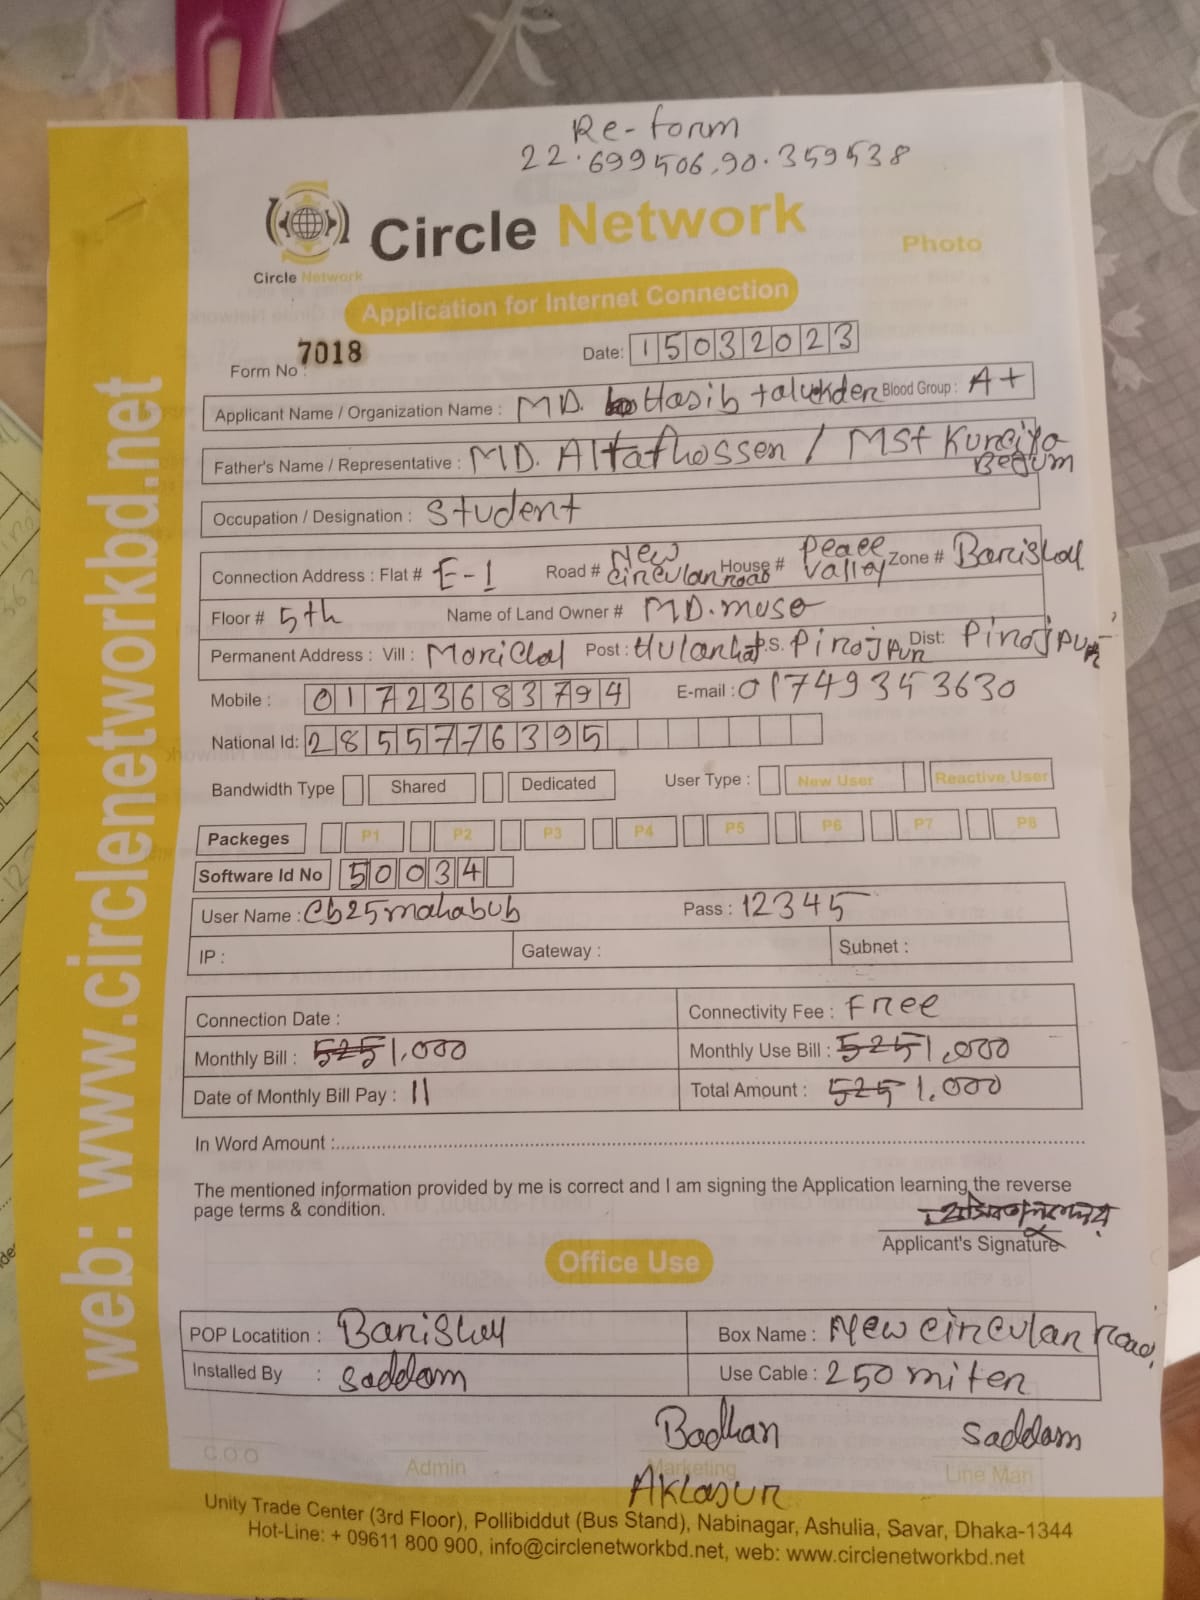 Re-form
22.699506,90.359538
Circle Network
Circle Network
Photo
Application for Internet Connection
Form No : 7018
Date: 15032023
Applicant Name / Organization Name : MD. Hasib talukder Blood Group : A+
Father's Name / Representative : MD. Altafhossen / MSt
Begum
Occupation / Designation : Student
Connection Address : Flat # E-1 Road # New circular road House # Peace Valley Zone # Barishal
Floor # 5th Name of Land Owner # MD. muse
Permanent Address : Vill : Morichal Post : Hularhat P.S. Pirojpur Dist: Pirojpur
Mobile : 01723683794 E-mail : 01749353630
National Id: 2855776395
Bandwidth Type Shared Dedicated User Type : New User Reactive User
Packeges P1 P2 P3 P4 P5 P6 P7 P8
Software Id No 50034
User Name : Cb25mahabub Pass : 12345
IP : Gateway : Subnet :
Connection Date : Connectivity Fee : Free
Monthly Bill : 525 1,000 Monthly Use Bill : 525 1,000
Date of Monthly Bill Pay : 11 Total Amount : 525 1,000
In Word Amount :
The mentioned information provided by me is correct and I am signing the Application learning the reverse
page terms & condition.
Applicant's Signature
Office Use
POP Locatition : Barishal Box Name : New circular road,
Installed By : Saddam Use Cable : 250 miter
Badhan Saddam
C.O.O Admin Marketing Line Man
Aklasur
Unity Trade Center (3rd Floor), Pollibiddut (Bus Stand), Nabinagar, Ashulia, Savar, Dhaka-1344
Hot-Line: + 09611 800 900, info@circlenetworkbd.net, web: www.circlenetworkbd.net
web: www.circlenetworkbd.net